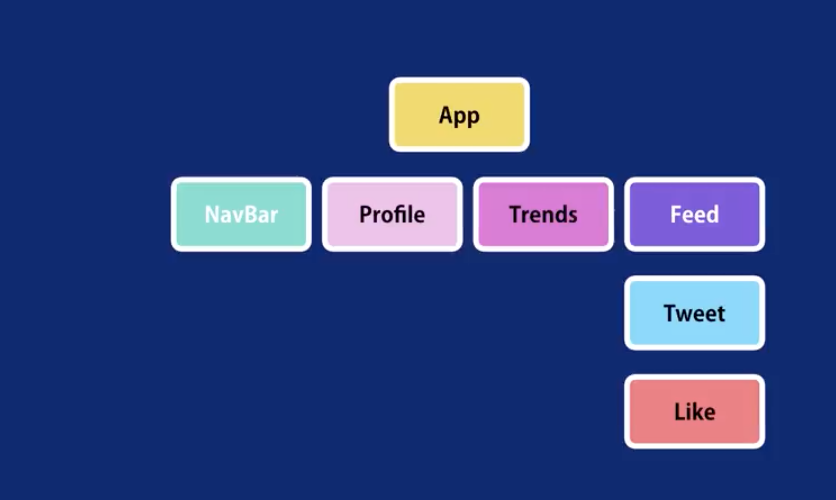 App
NavBar Profile Trends Feed
Tweet
Like